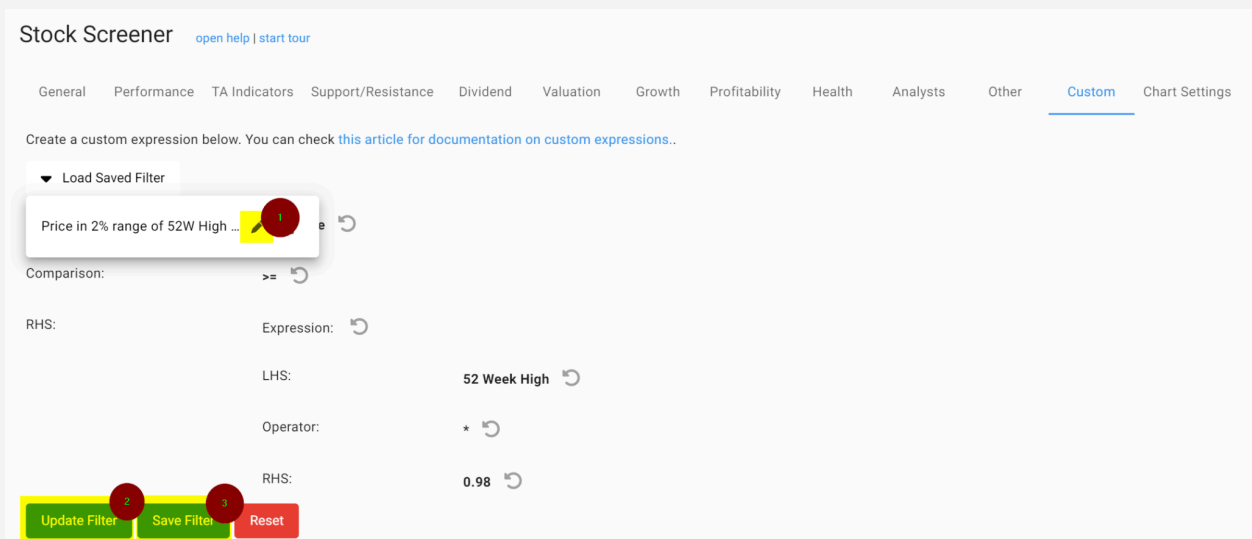 Stock Screener open help | start tour
General Performance TA Indicators Support/Resistance Dividend Valuation Growth Profitability Health Analysts Other Custom Chart Settings
Create a custom expression below. You can check this article for documentation on custom expressions..
Load Saved Filter
Price in 2% range of 52W High ... 1 e
Comparison: >=
RHS: Expression:
LHS: 52 Week High
Operator: *
RHS: 0.98
2 3
Update Filter Save Filter Reset